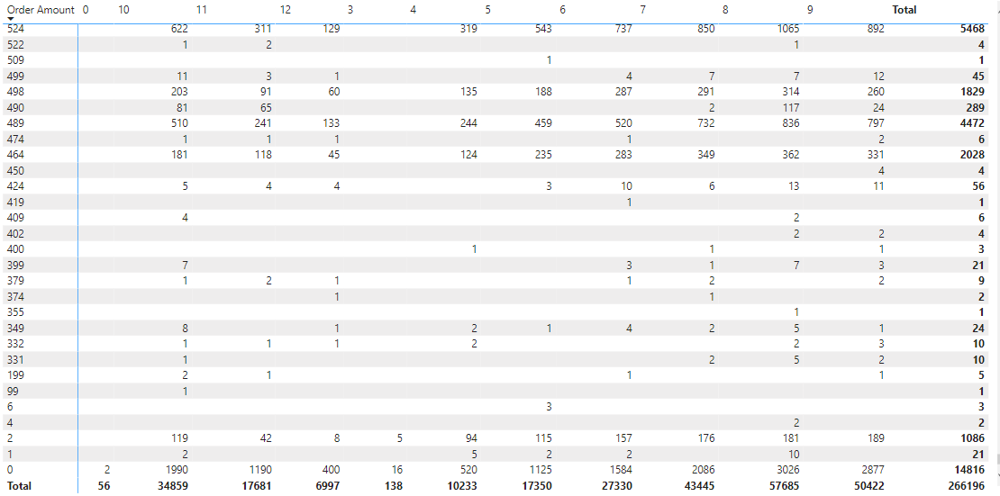 Order Amount 0 10 11 12 3 4 5 6 7 8 9 Total
524 622 311 129 319 543 737 850 1065 892 5468
522 1 2 1 4
509 1 1
499 11 3 1 4 7 7 12 45
498 203 91 60 135 188 287 291 314 260 1829
490 81 65 2 117 24 289
489 510 241 133 244 459 520 732 836 797 4472
474 1 1 1 1 2 6
464 181 118 45 124 235 283 349 362 331 2028
450 4 4
424 5 4 4 3 10 6 13 11 56
419 1 1
409 4 2 6
402 2 2 4
400 1 1 1 3
399 7 3 1 7 3 21
379 1 2 1 1 2 2 9
374 1 1 2
355 1 1
349 8 1 2 1 4 2 5 1 24
332 1 1 1 2 2 3 10
331 1 2 5 2 10
199 2 1 1 1 5
99 1 1
6 3 3
4 2 2
2 119 42 8 5 94 115 157 176 181 189 1086
1 2 5 2 2 10 21
0 2 1990 1190 400 16 520 1125 1584 2086 3026 2877 14816
Total 56 34859 17681 6997 138 10233 17350 27330 43445 57685 50422 266196